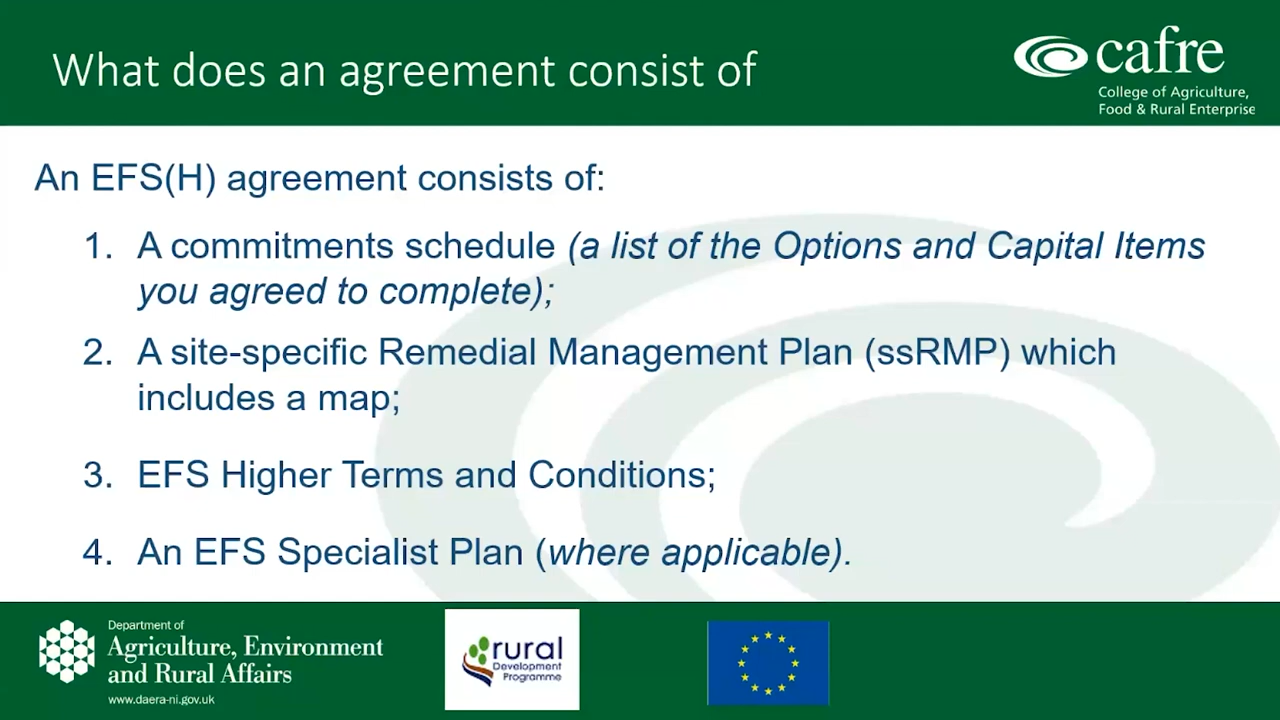 What does an agreement consist of
cafre
College of Agriculture,
Food & Rural Enterprise
An EFS(H) agreement consists of:
1. A commitments schedule (a list of the Options and Capital Items
you agreed to complete);
2. A site-specific Remedial Management Plan (ssRMP) which
includes a map;
3. EFS Higher Terms and Conditions;
4. An EFS Specialist Plan (where applicable).
Department of
Agriculture, Environment
and Rural Affairs
www.daera-ni.gov.uk
rural
Development
Programme